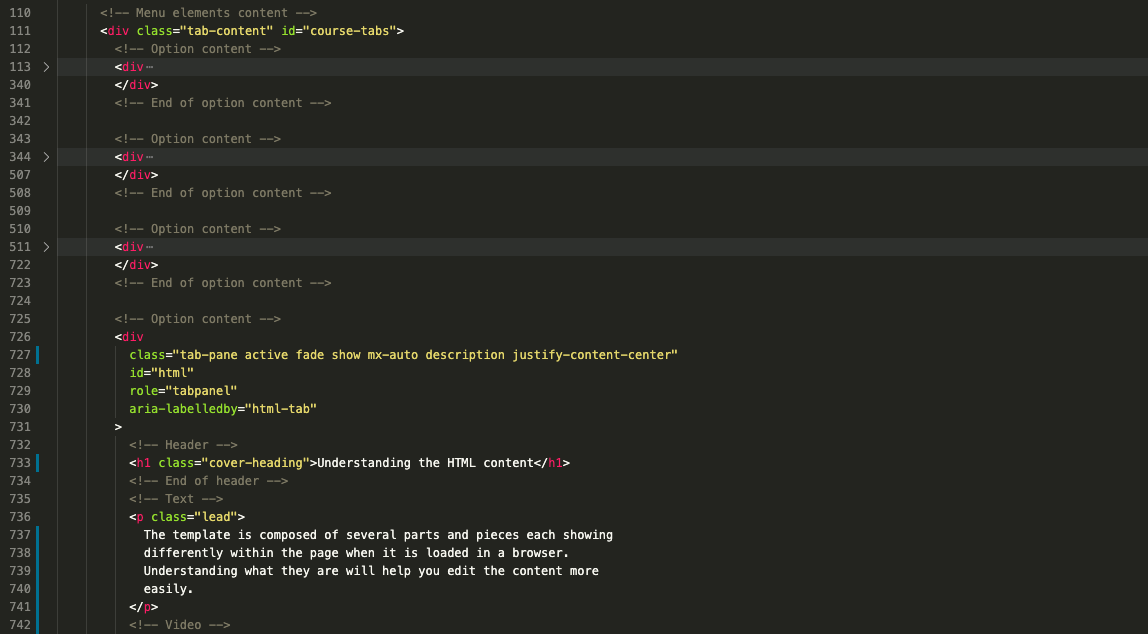 110 <!-- Menu elements content -->
111 <div class="tab-content" id="course-tabs">
112 <!-- Option content -->
113 <div…
340 </div>
341 <!-- End of option content -->
342
343 <!-- Option content -->
344 <div…
507 </div>
508 <!-- End of option content -->
509
510 <!-- Option content -->
511 <div…
722 </div>
723 <!-- End of option content -->
724
725 <!-- Option content -->
726 <div
727 class="tab-pane active fade show mx-auto description justify-content-center"
728 id="html"
729 role="tabpanel"
730 aria-labelledby="html-tab"
731 >
732 <!-- Header -->
733 <h1 class="cover-heading">Understanding the HTML content</h1>
734 <!-- End of header -->
735 <!-- Text -->
736 <p class="lead">
737 The template is composed of several parts and pieces each showing
738 differently within the page when it is loaded in a browser.
739 Understanding what they are will help you edit the content more
740 easily.
741 </p>
742 <!-- Video -->